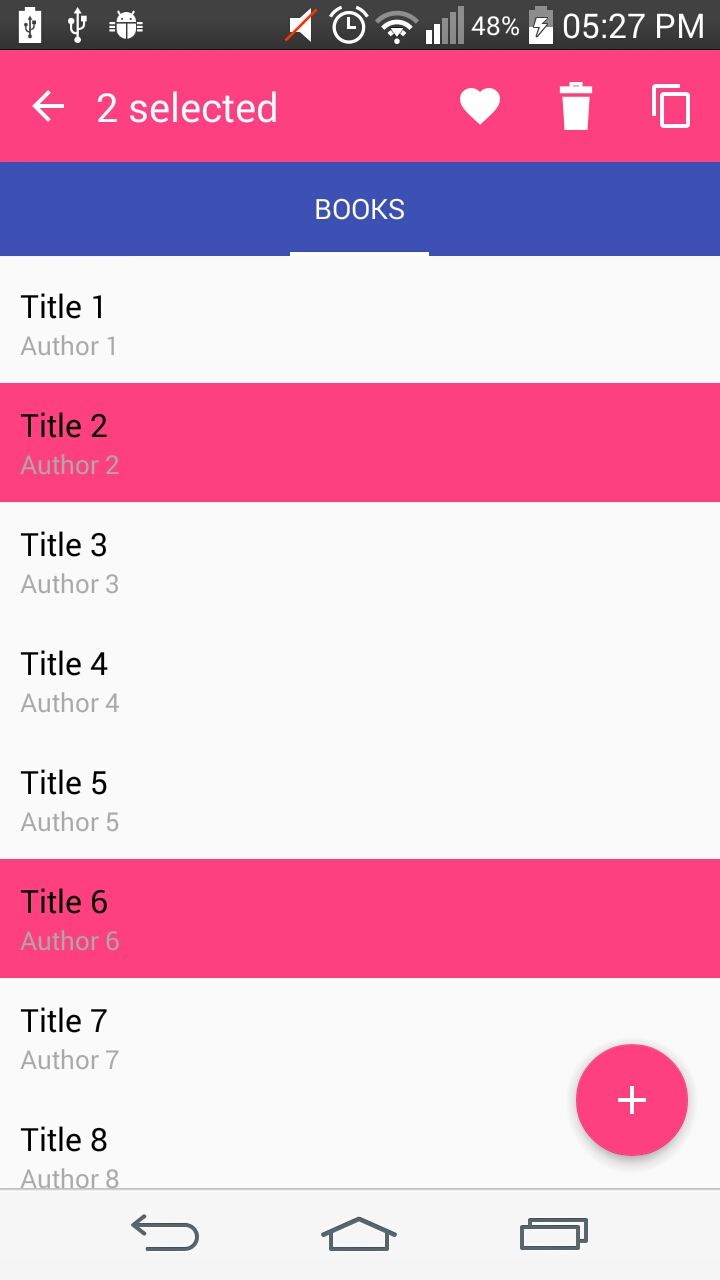 48% 05:27 PM
2 selected
BOOKS
Title 1
Author 1
Title 2
Author 2
Title 3
Author 3
Title 4
Author 4
Title 5
Author 5
Title 6
Author 6
Title 7
Author 7
Title 8
Author 8